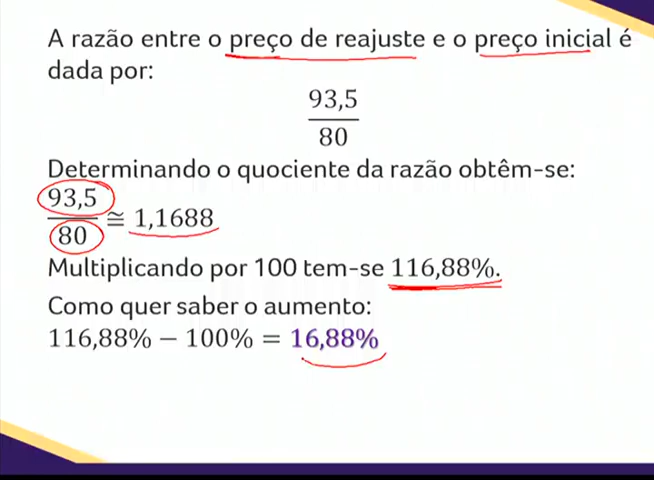 A razão entre o preço de reajuste e o preço inicial é
dada por:
93,5
80
Determinando o quociente da razão obtêm-se:
93,5
80
≅ 1,1688
Multiplicando por 100 tem-se 116,88%.
Como quer saber o aumento:
116,88% − 100% = 16,88%